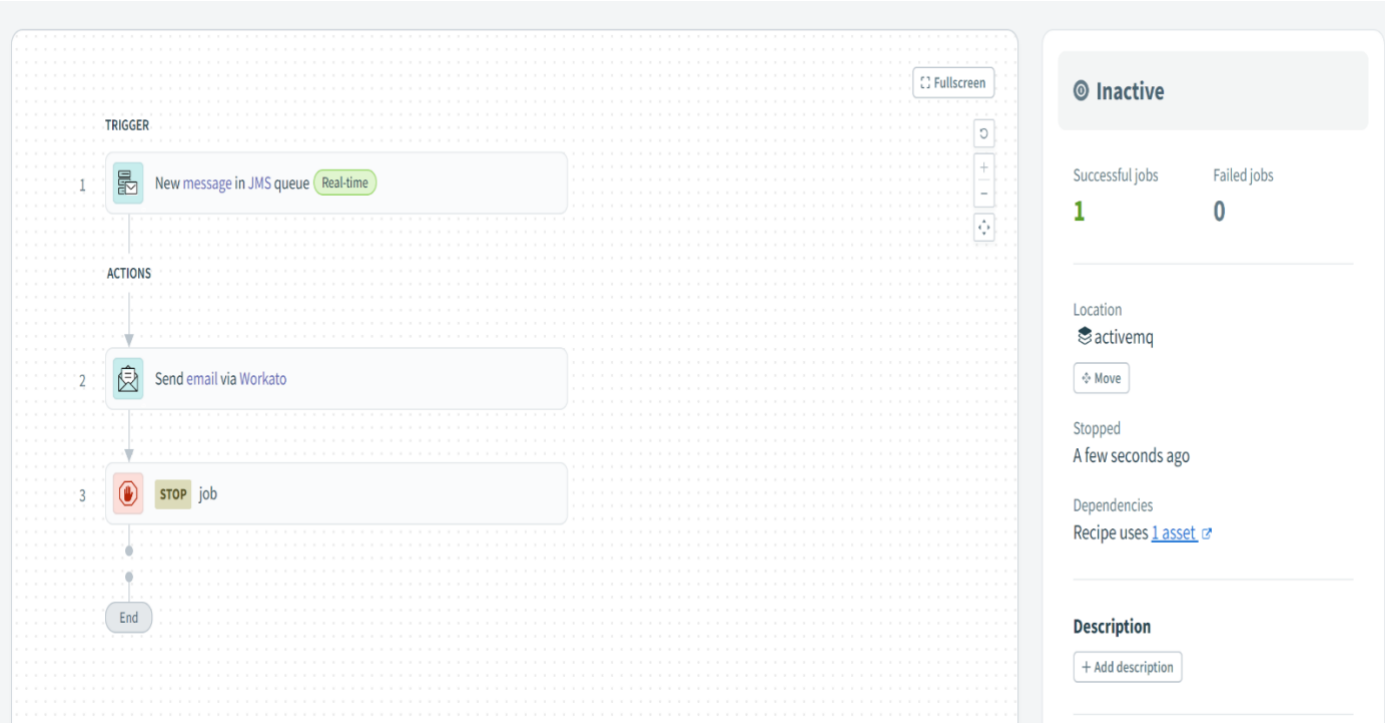 Fullscreen
TRIGGER
1 New message in JMS queue Real-time
ACTIONS
2 Send email via Workato
3 STOP job
End
Inactive
Successful jobs Failed jobs
1 0
Location
activemq
Move
Stopped
A few seconds ago
Dependencies
Recipe uses 1 asset
Description
+ Add description